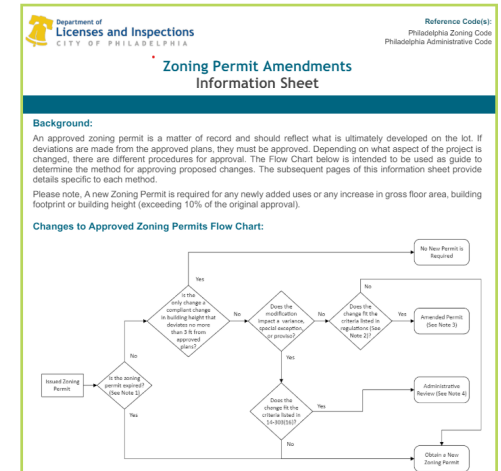 Department of
Licenses and Inspections
CITY OF PHILADELPHIA
Reference Code(s):
Philadelphia Zoning Code
Philadelphia Administrative Code
Zoning Permit Amendments
Information Sheet
Background:
An approved zoning permit is a matter of record and should reflect what is ultimately developed on the lot. If
deviations are made from the approved plans, they must be approved. Depending on what aspect of the project is
changed, there are different procedures for approval. The Flow Chart below is intended to be used as guide to
determine the method for approving proposed changes. The subsequent pages of this information sheet provide
details specific to each method.
Please note, A new Zoning Permit is required for any newly added uses or any increase in gross floor area, building
footprint or building height (exceeding 10% of the original approval).
Changes to Approved Zoning Permits Flow Chart:
No New Permit is
Required
Yes
No
Is the
only change a
compliant change
in building height that
deviates no more
than 3 ft from
approved
plans?
No
Does the
modification
impact a variance,
special exception
or proviso?
No
Does the
change fit the
criteria listed in
regulations (See
Note 2)?
Yes
Amended Permit
(See Note 3)
No
Yes
Issued Zoning
Permit
Is the zoning
permit expired?
(See Note 1)
Yes
Does the
change fit the
criteria listed in
14-303(16)?
Yes
Administrative
Review (See Note 4)
No
Obtain a New
Zoning Permit